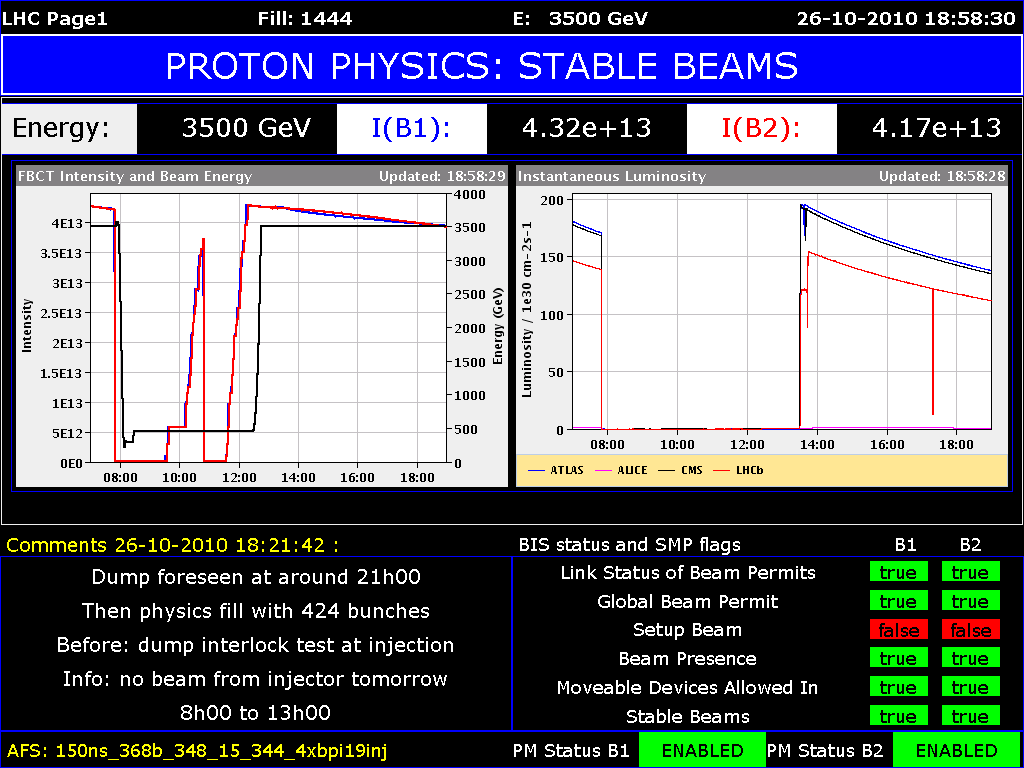 LHC Page1 Fill: 1444 E: 3500 GeV 26-10-2010 18:58:30
PROTON PHYSICS: STABLE BEAMS
Energy: 3500 GeV I(B1): 4.32e+13 I(B2): 4.17e+13
FBCT Intensity and Beam Energy Updated: 18:58:29
4E13
3.5E13
3E13
2.5E13
2E13
1.5E13
1E13
5E12
0E0
Intensity
4000
3500
3000
2500
2000
1500
1000
500
0
Energy (GeV)
08:00 10:00 12:00 14:00 16:00 18:00
Instantaneous Luminosity Updated: 18:58:28
200
150
100
50
0
Luminosity / 1e30 cm-2s-1
08:00 10:00 12:00 14:00 16:00 18:00
ATLAS ALICE CMS LHCb
Comments 26-10-2010 18:21:42 :
Dump foreseen at around 21h00
Then physics fill with 424 bunches
Before: dump interlock test at injection
Info: no beam from injector tomorrow
8h00 to 13h00
BIS status and SMP flags B1 B2
Link Status of Beam Permits true true
Global Beam Permit true true
Setup Beam false false
Beam Presence true true
Moveable Devices Allowed In true true
Stable Beams true true
AFS: 150ns_368b_348_15_344_4xbpi19inj PM Status B1 ENABLED PM Status B2 ENABLED